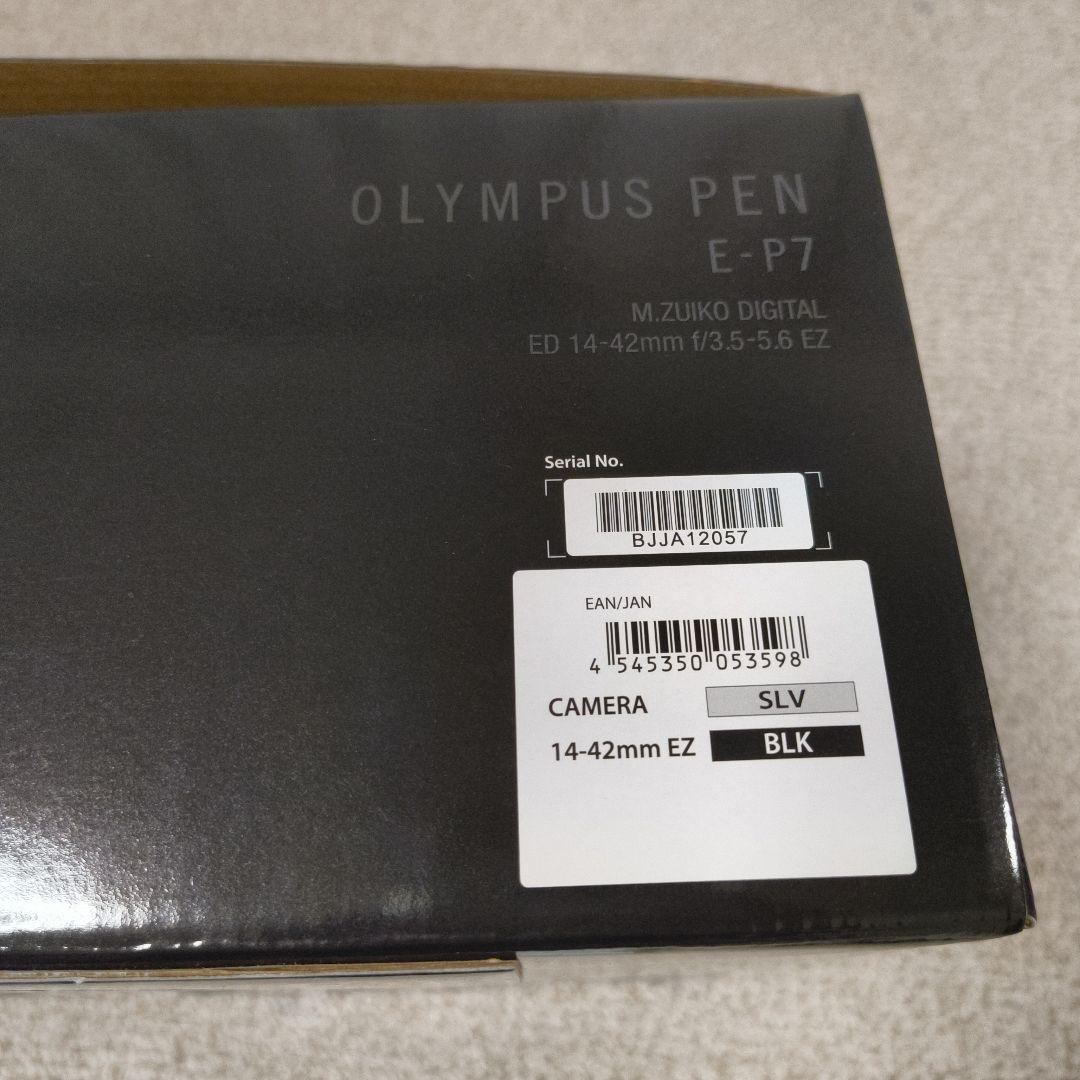 OLYMPUS PEN
E-P7
M.ZUIKO DIGITAL
ED 14-42mm f/3.5-5.6 EZ
Serial No.
BJJA12057
EAN/JAN
4 545350 053598
CAMERA SLV
14-42mm EZ BLK